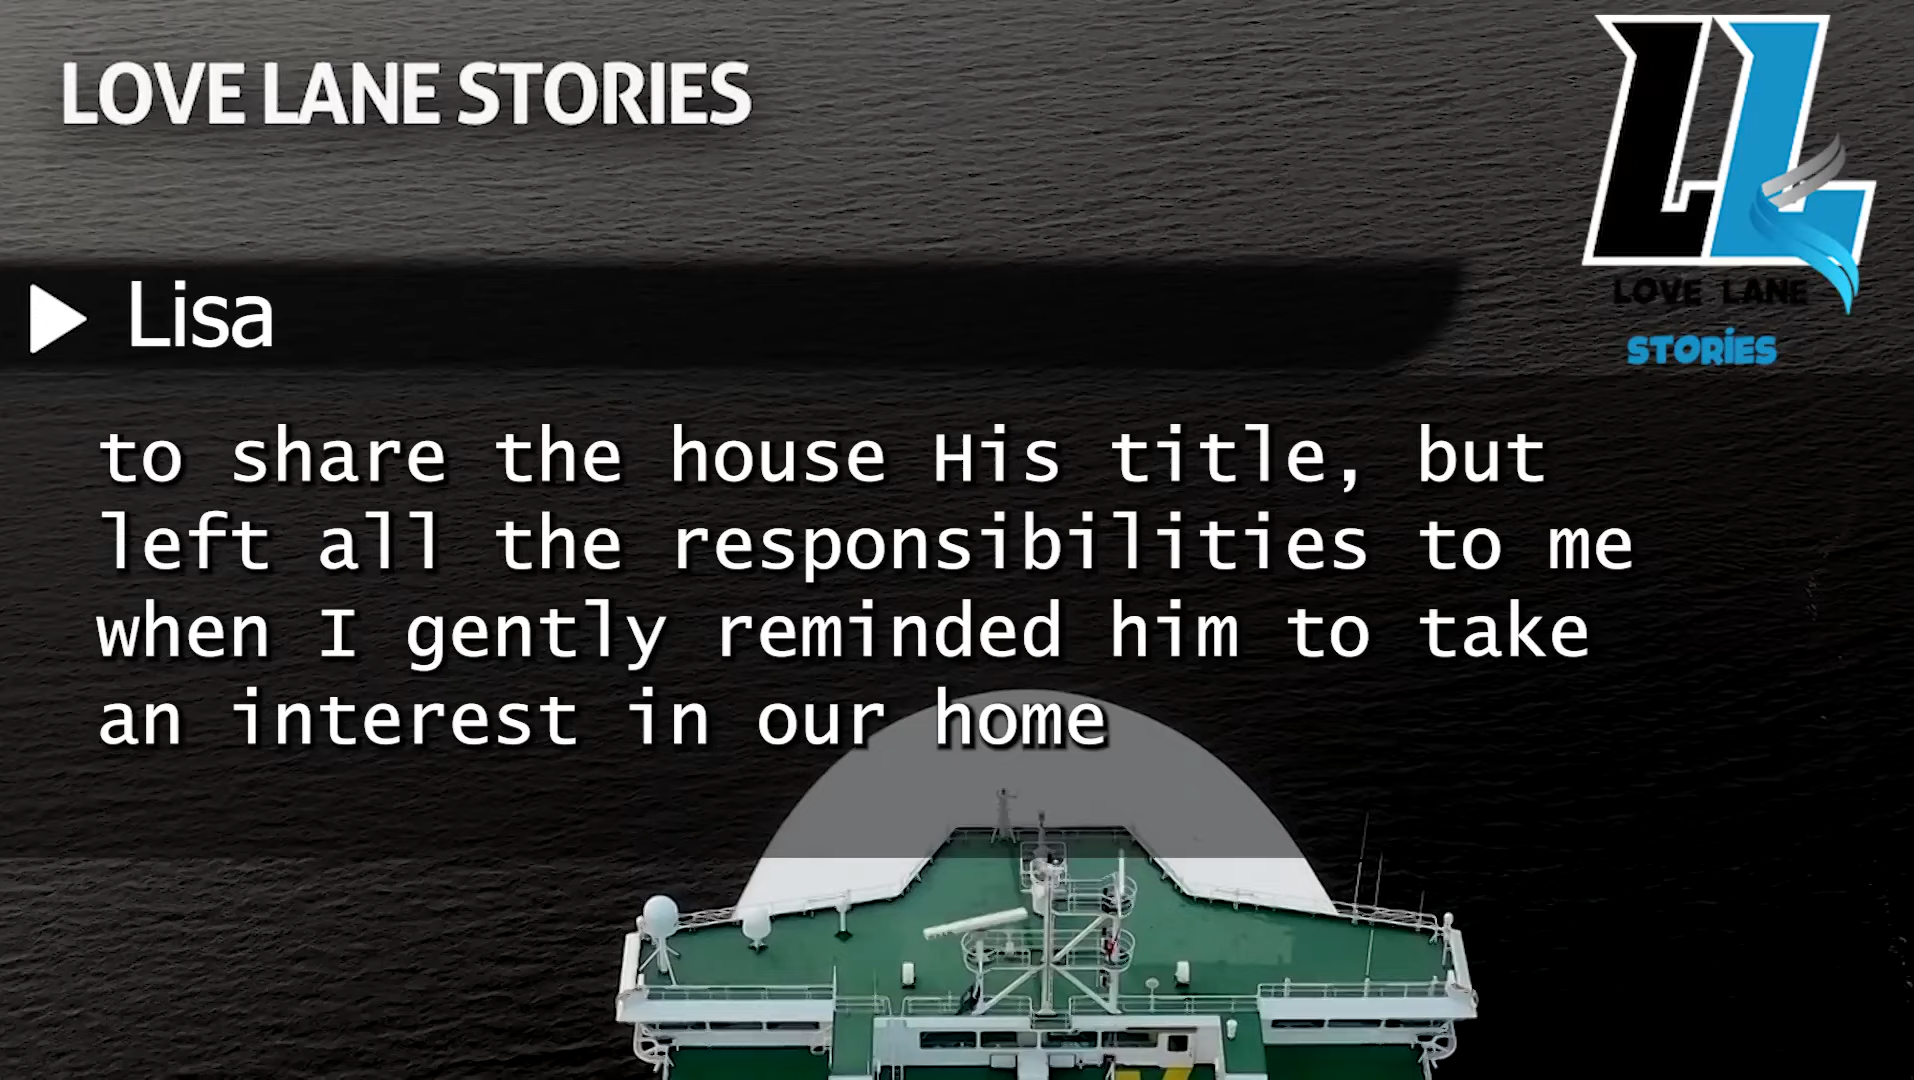 LOVE LANE STORIES
LL
LOVE LANE
STORiES
Lisa
to share the house His title, but
left all the responsibilities to me
when I gently reminded him to take
an interest in our home